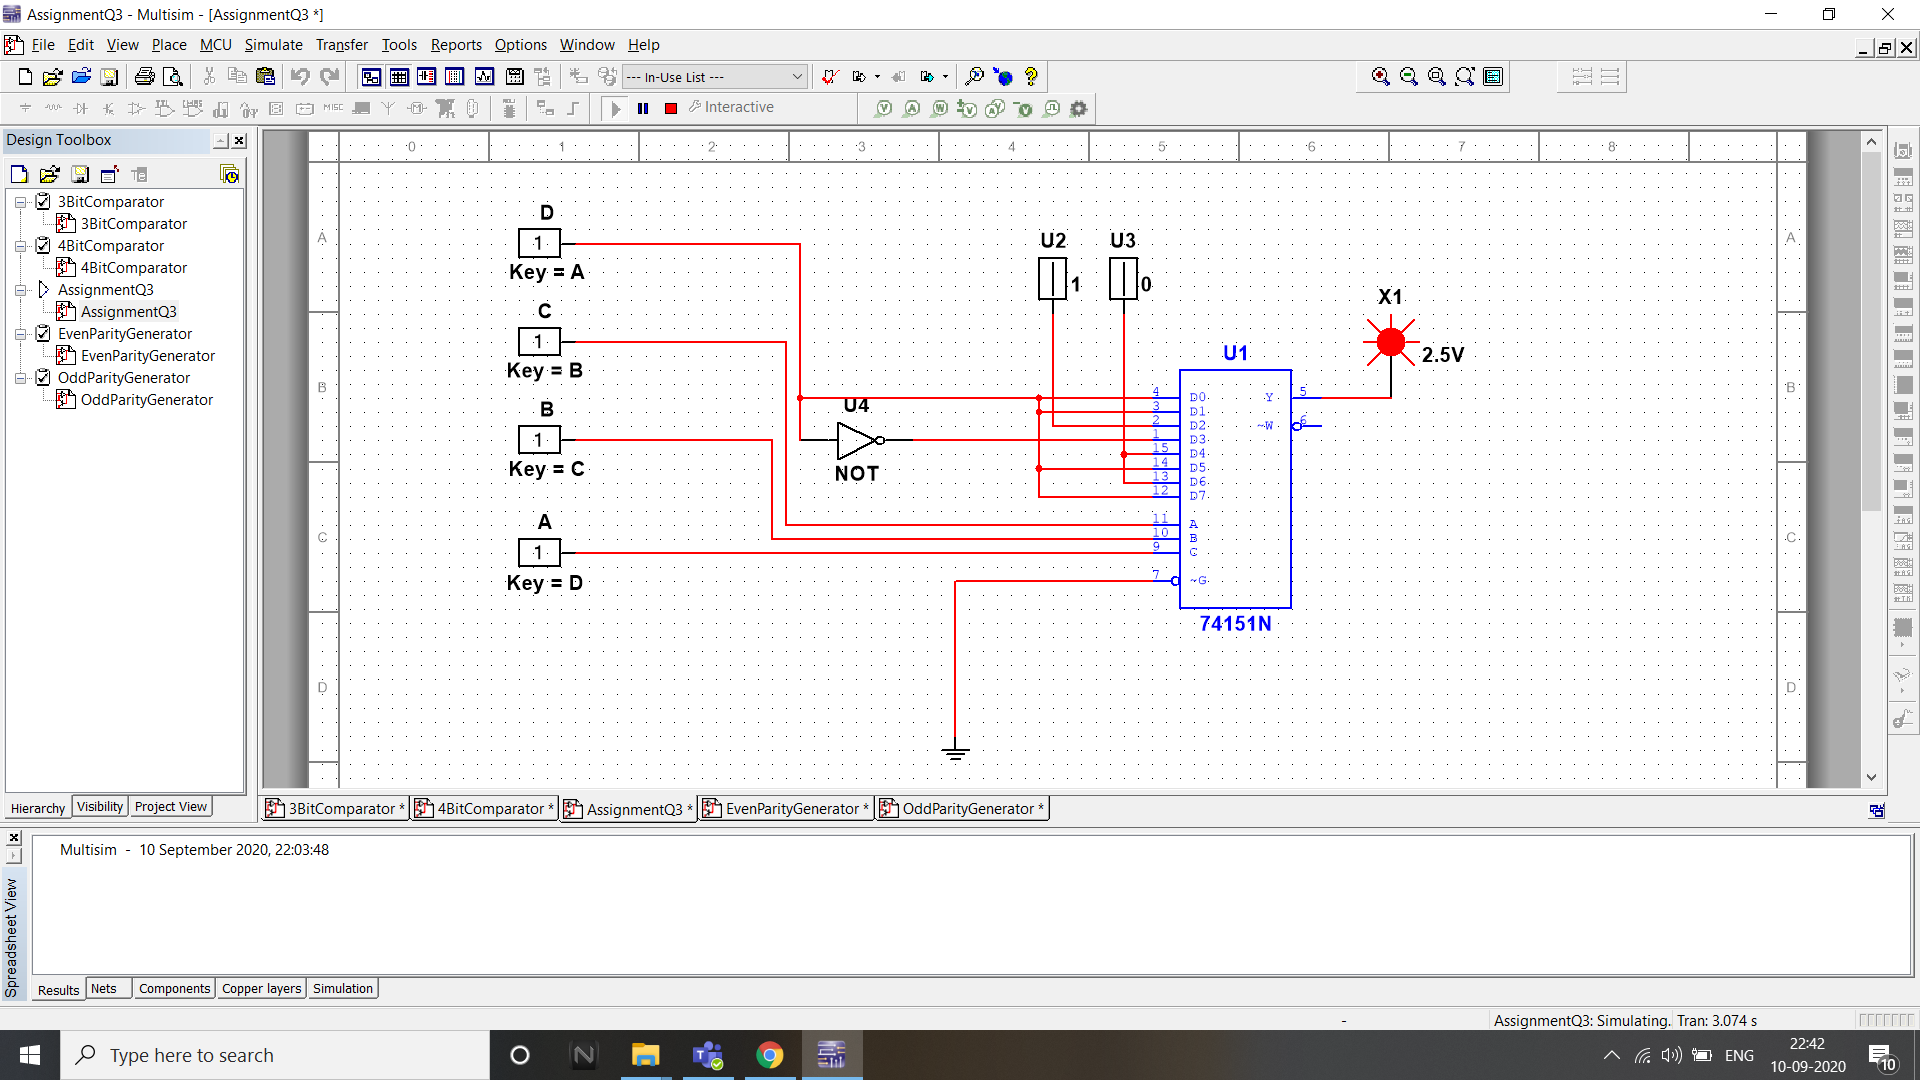 AssignmentQ3 - Multisim - [AssignmentQ3 *]
File Edit View Place MCU Simulate Transfer Tools Reports Options Window Help
--- In-Use List ---
MISC Interactive
Design Toolbox
3BitComparator
3BitComparator
4BitComparator
4BitComparator
AssignmentQ3
AssignmentQ3
EvenParityGenerator
EvenParityGenerator
OddParityGenerator
OddParityGenerator
Hierarchy Visibility Project View
0 1 2 3 4 5 6 7 8
A A
B B
C C
D D
D
1
Key = A
C
1
Key = B
B
1
Key = C
A
1
Key = D
U2 U3
1 0
X1
2.5V
U4
NOT
U1
4 D0 Y 5
3 D1
2 D2 ~W 6
1 D3
15 D4
14 D5
13 D6
12 D7
11 A
10 B
9 C
7 ~G
74151N
3BitComparator * 4BitComparator * AssignmentQ3 * EvenParityGenerator * OddParityGenerator *
Multisim - 10 September 2020, 22:03:48
Spreadsheet View
Results Nets Components Copper layers Simulation
- AssignmentQ3: Simulating. Tran: 3.074 s
Type here to search
ENG
22:42
10-09-2020
10